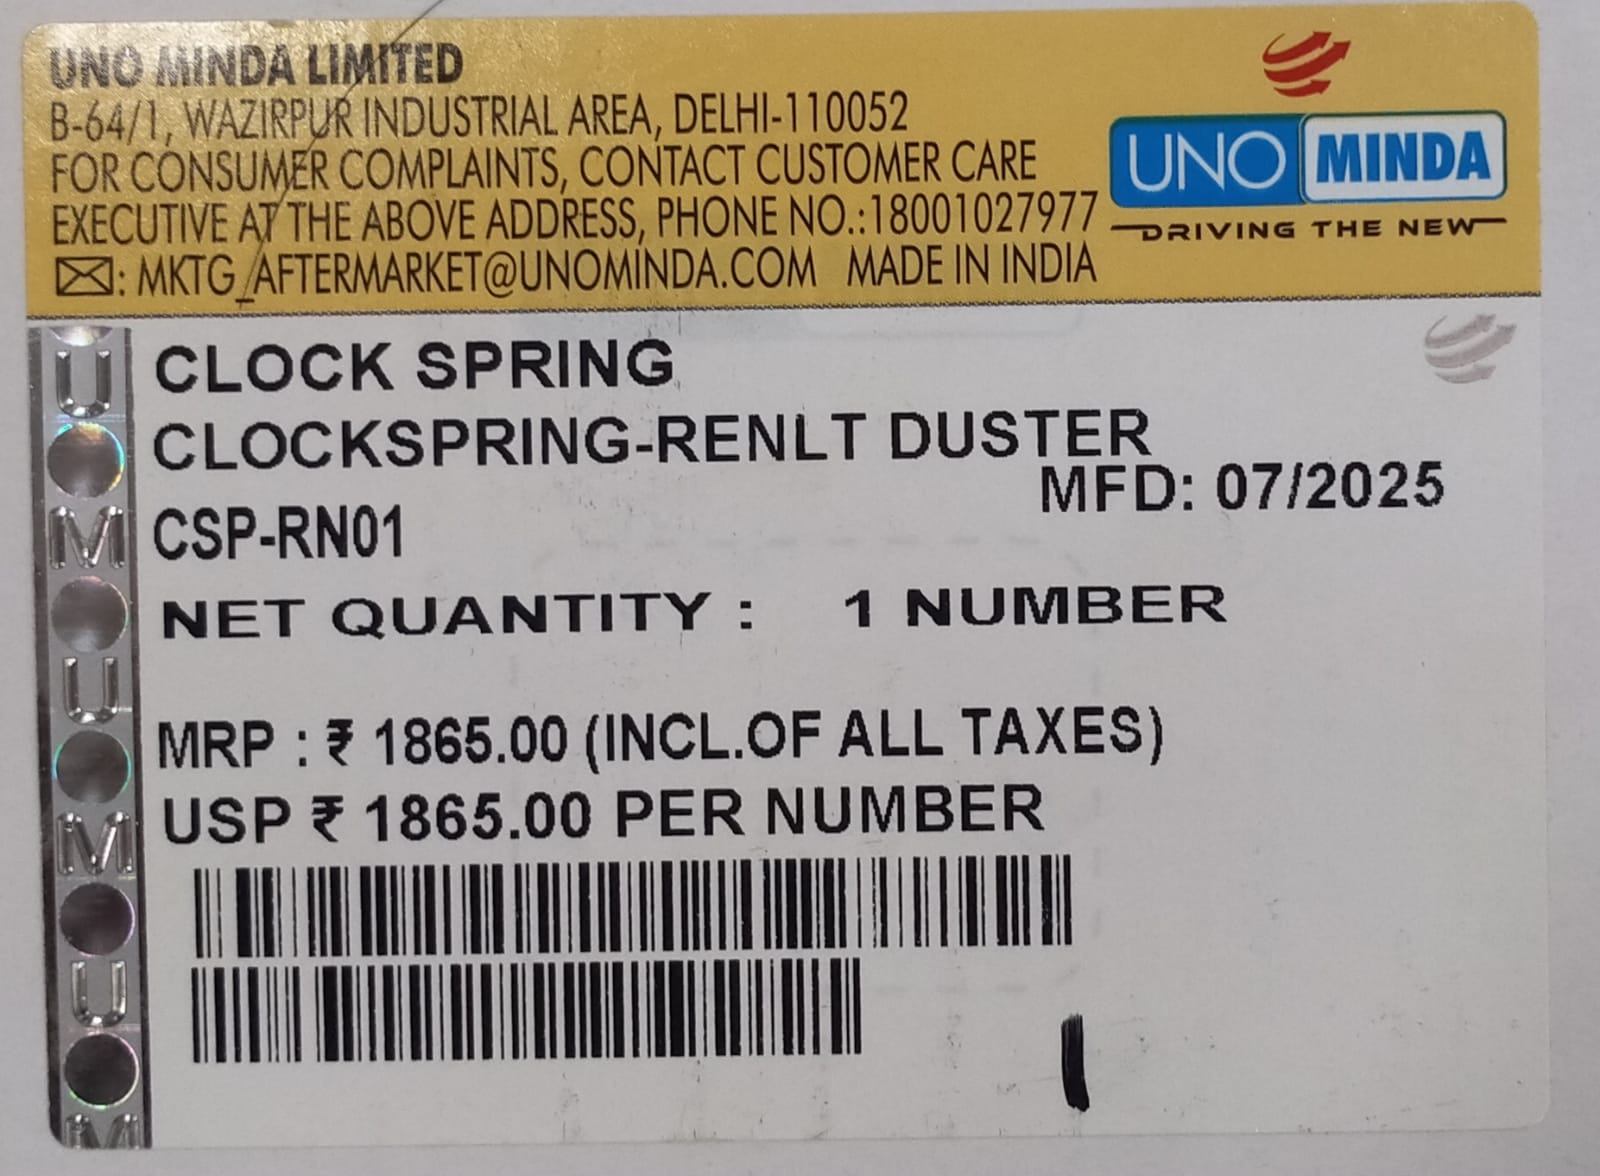 UNO MINDA LIMITED
B-64/1, WAZIRPUR INDUSTRIAL AREA, DELHI-110052
FOR CONSUMER COMPLAINTS, CONTACT CUSTOMER CARE
EXECUTIVE AT THE ABOVE ADDRESS, PHONE NO.:18001027977
✉: MKTG_AFTERMARKET@UNOMINDA.COM MADE IN INDIA
UNO MINDA
DRIVING THE NEW
CLOCK SPRING
CLOCKSPRING-RENLT DUSTER
MFD: 07/2025
CSP-RN01
NET QUANTITY : 1 NUMBER
MRP : ₹ 1865.00 (INCL.OF ALL TAXES)
USP ₹ 1865.00 PER NUMBER
U
M
U
M
U
M